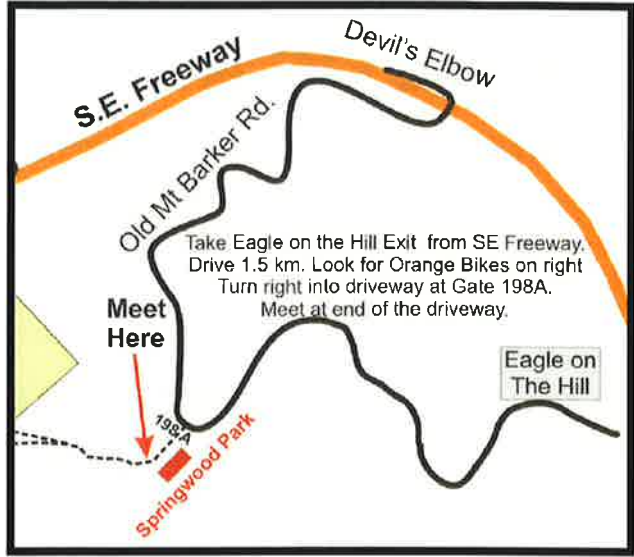 Devil's Elbow
S.E. Freeway
Old Mt Barker Rd.
Take Eagle on the Hill Exit from SE Freeway.
Drive 1.5 km. Look for Orange Bikes on right
Turn right into driveway at Gate 198A.
Meet at end of the driveway.
Meet
Here
Eagle on
The Hill
198A
Springwood Park